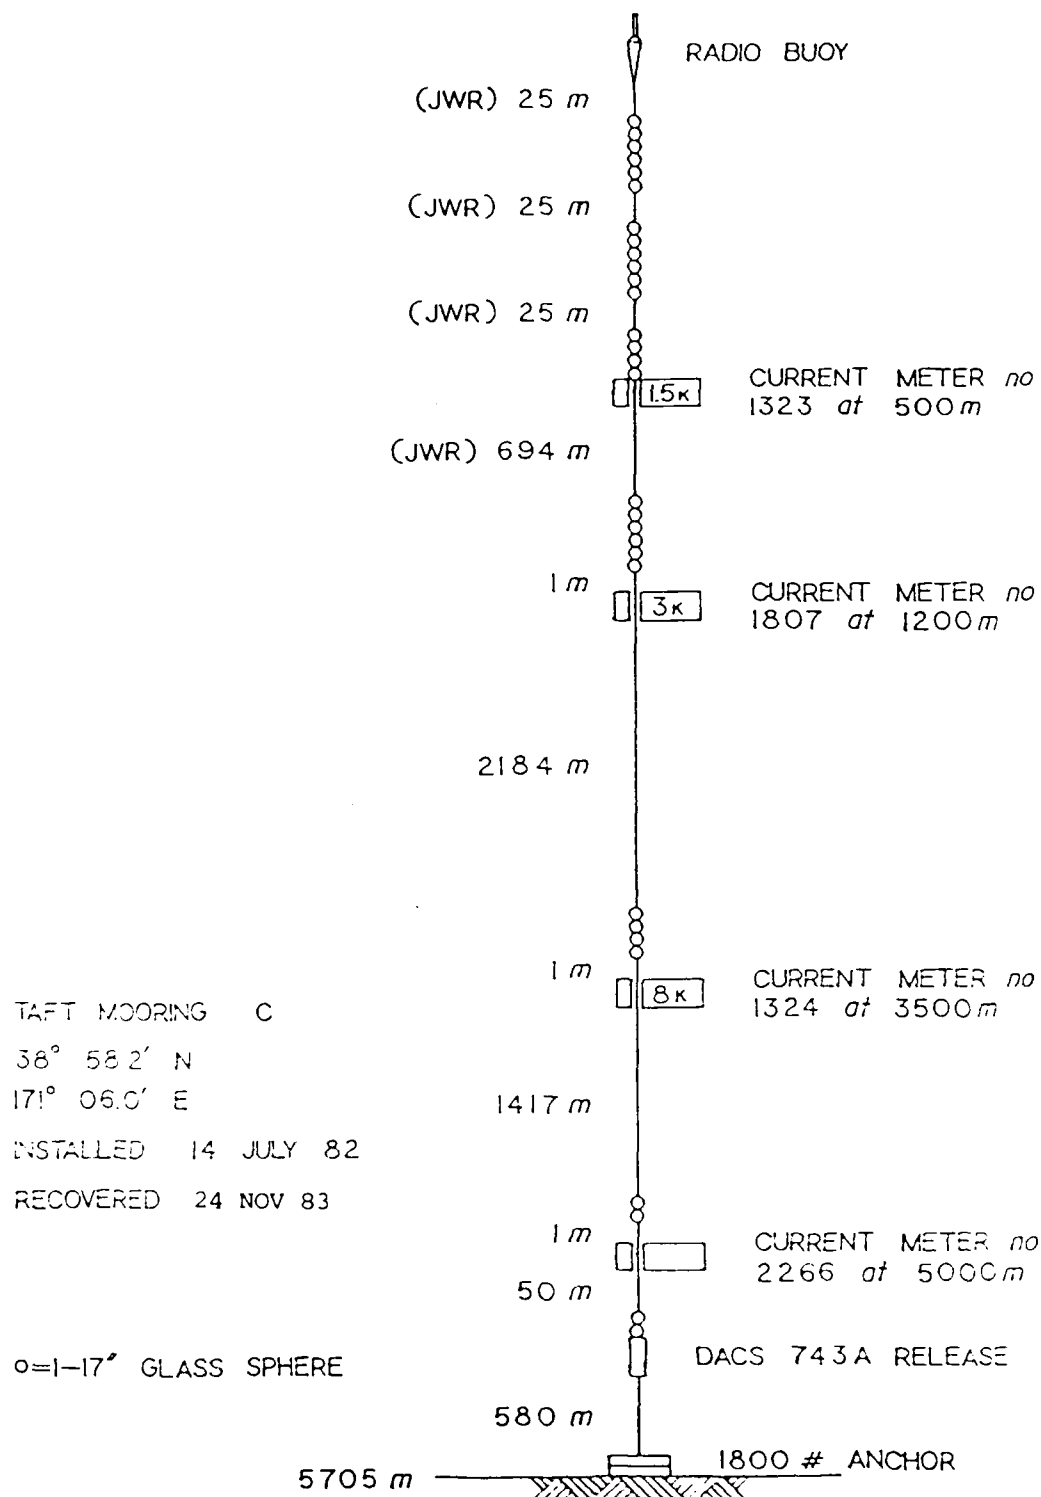 RADIO BUOY
(JWR) 25 m
(JWR) 25 m
(JWR) 25 m
1.5K
CURRENT METER no
1323 at 500m
(JWR) 694 m
1 m
3K
CURRENT METER no
1807 at 1200m
2184 m
1 m
8K
CURRENT METER no
1324 at 3500m
TAFT MOORING C
38° 58.2′ N
171° 06.0′ E
INSTALLED 14 JULY 82
RECOVERED 24 NOV 83
1417 m
1 m
CURRENT METER no
2266 at 5000m
50 m
o=1-17″ GLASS SPHERE
DACS 743A RELEASE
580 m
1800 # ANCHOR
5705 m